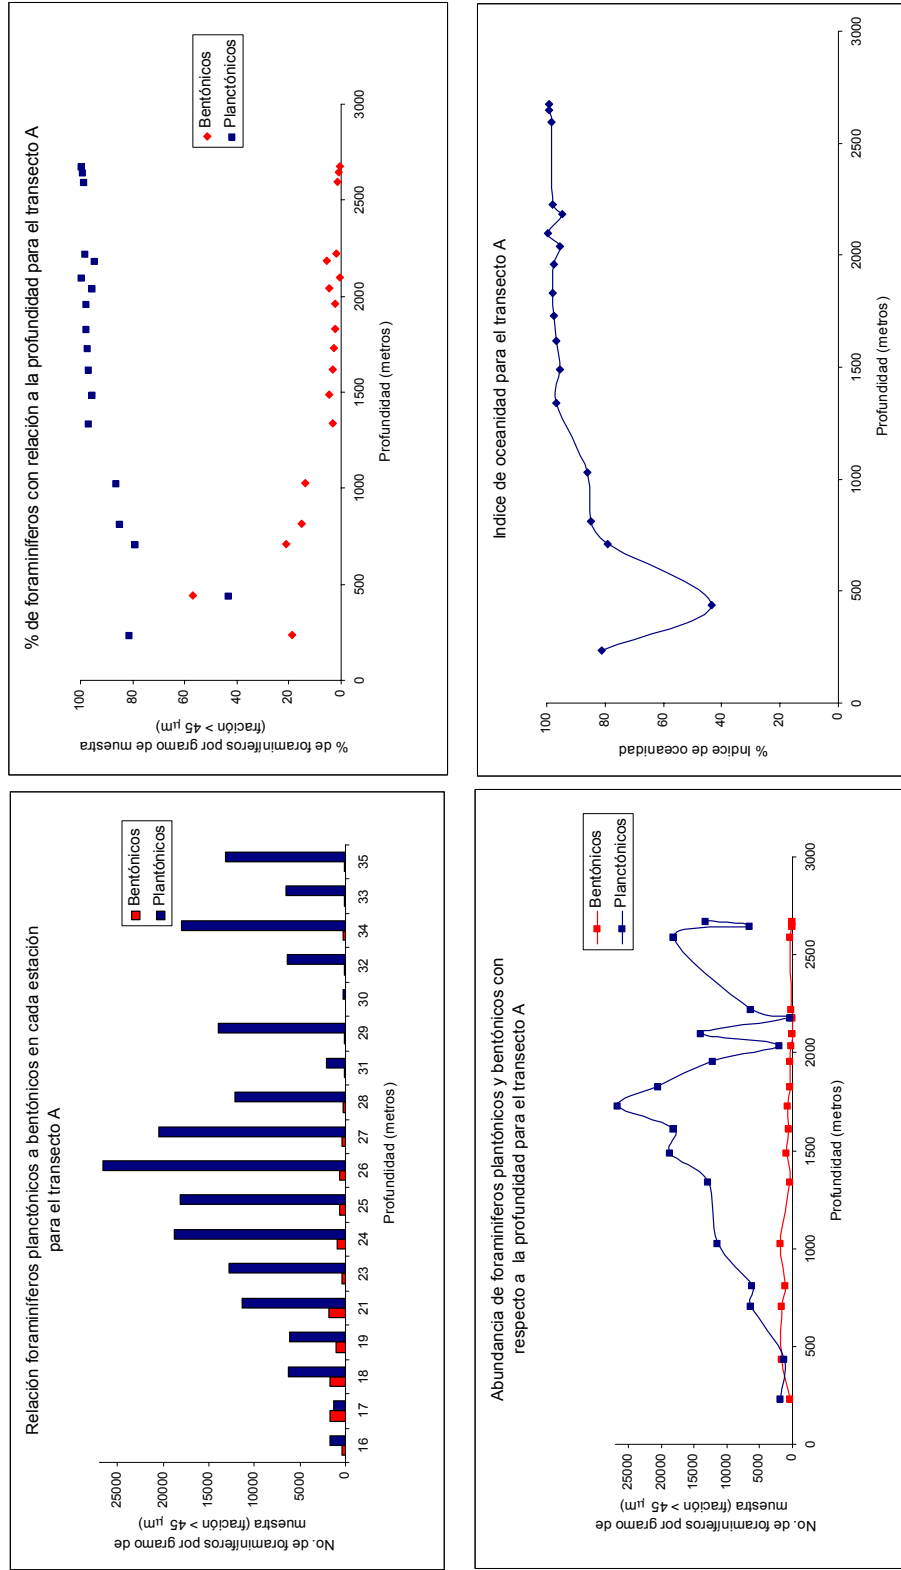 Relación foraminíferos planctónicos a bentónicos en cada estación
para el transecto A
No. de foraminíferos por gramo de
muestra (fración > 45 µm)
25000
20000
15000
10000
5000
0
16
17
18
19
21
23
24
25
26
27
28
31
29
30
32
34
33
35
Profundidad (metros)
Bentónicos
Plantónicos
% de foraminíferos con relación a la profundidad para el transecto A
% de foraminíferos por gramo de muestra
(fración > 45 µm)
100
80
60
40
20
0
0
500
1000
1500
2000
2500
3000
Profundidad (metros)
Bentónicos
Planctónicos
Abundancia de foraminiferos plantónicos y bentónicos con
respecto a la profundidad para el transecto A
No. de foraminíferos por gramo de
muestra (fración > 45 µm)
25000
20000
15000
10000
5000
0
0
500
1000
1500
2000
2500
3000
Profundidad (metros)
Bentónicos
Planctónicos
Indice de oceanidad para el transecto A
% Indice de oceanidad
100
80
60
40
20
0
0
500
1000
1500
2000
2500
3000
Profundidad (metros)